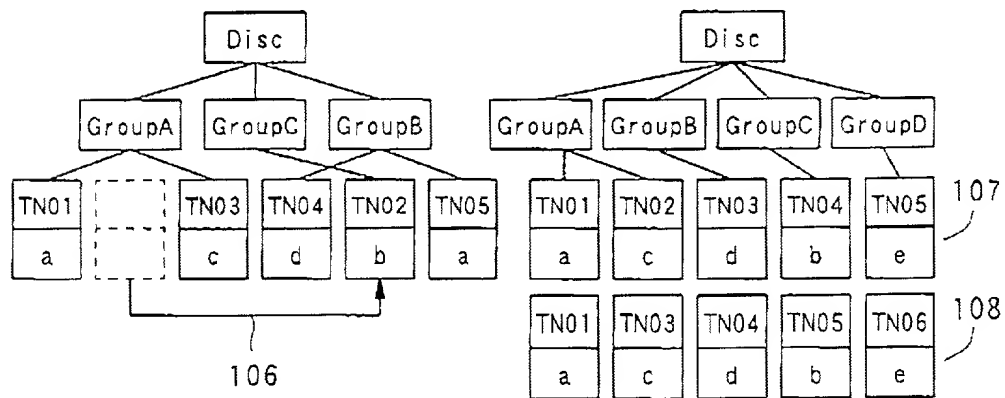 Disc Disc
GroupA GroupC GroupB GroupA GroupB GroupC GroupD
TN01 TN03 TN04 TN02 TN05 TN01 TN02 TN03 TN04 TN05 107
a c d b a a c d b e
TN01 TN03 TN04 TN05 TN06 108
106 a c d b e